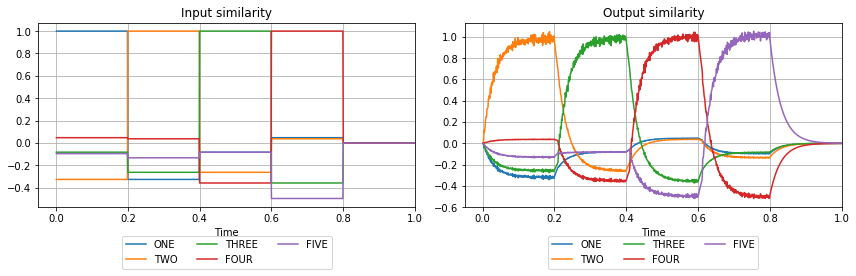 Input similarity
1.0
0.8
0.6
0.4
0.2
0.0
−0.2
−0.4
0.0 0.2 0.4 0.6 0.8 1.0
Time
ONE THREE FIVE
TWO FOUR
Output similarity
1.0
0.8
0.6
0.4
0.2
0.0
−0.2
−0.4
−0.6
0.0 0.2 0.4 0.6 0.8 1.0
Time
ONE THREE FIVE
TWO FOUR